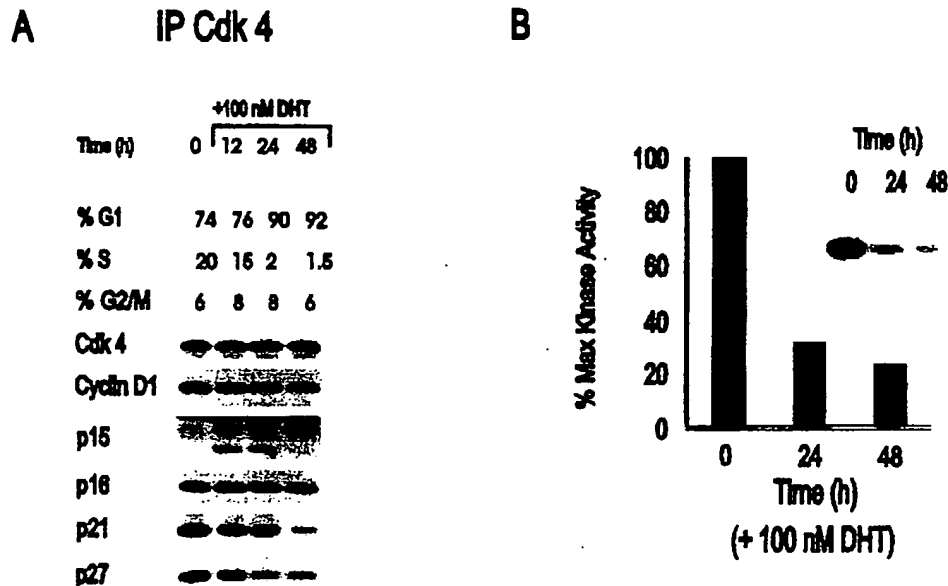 A
IP Cdk 4
+100 nM DHT
Time (h) 0 12 24 48
% G1 74 76 90 92
% S 20 15 2 1.5
% G2/M 6 8 8 6
Cdk 4
Cyclin D1
p15
p16
p21
p27
B
Time (h)
0 24 48
% Max Kinase Activity
100
80
60
40
20
0
0 24 48
Time (h)
(+ 100 nM DHT)